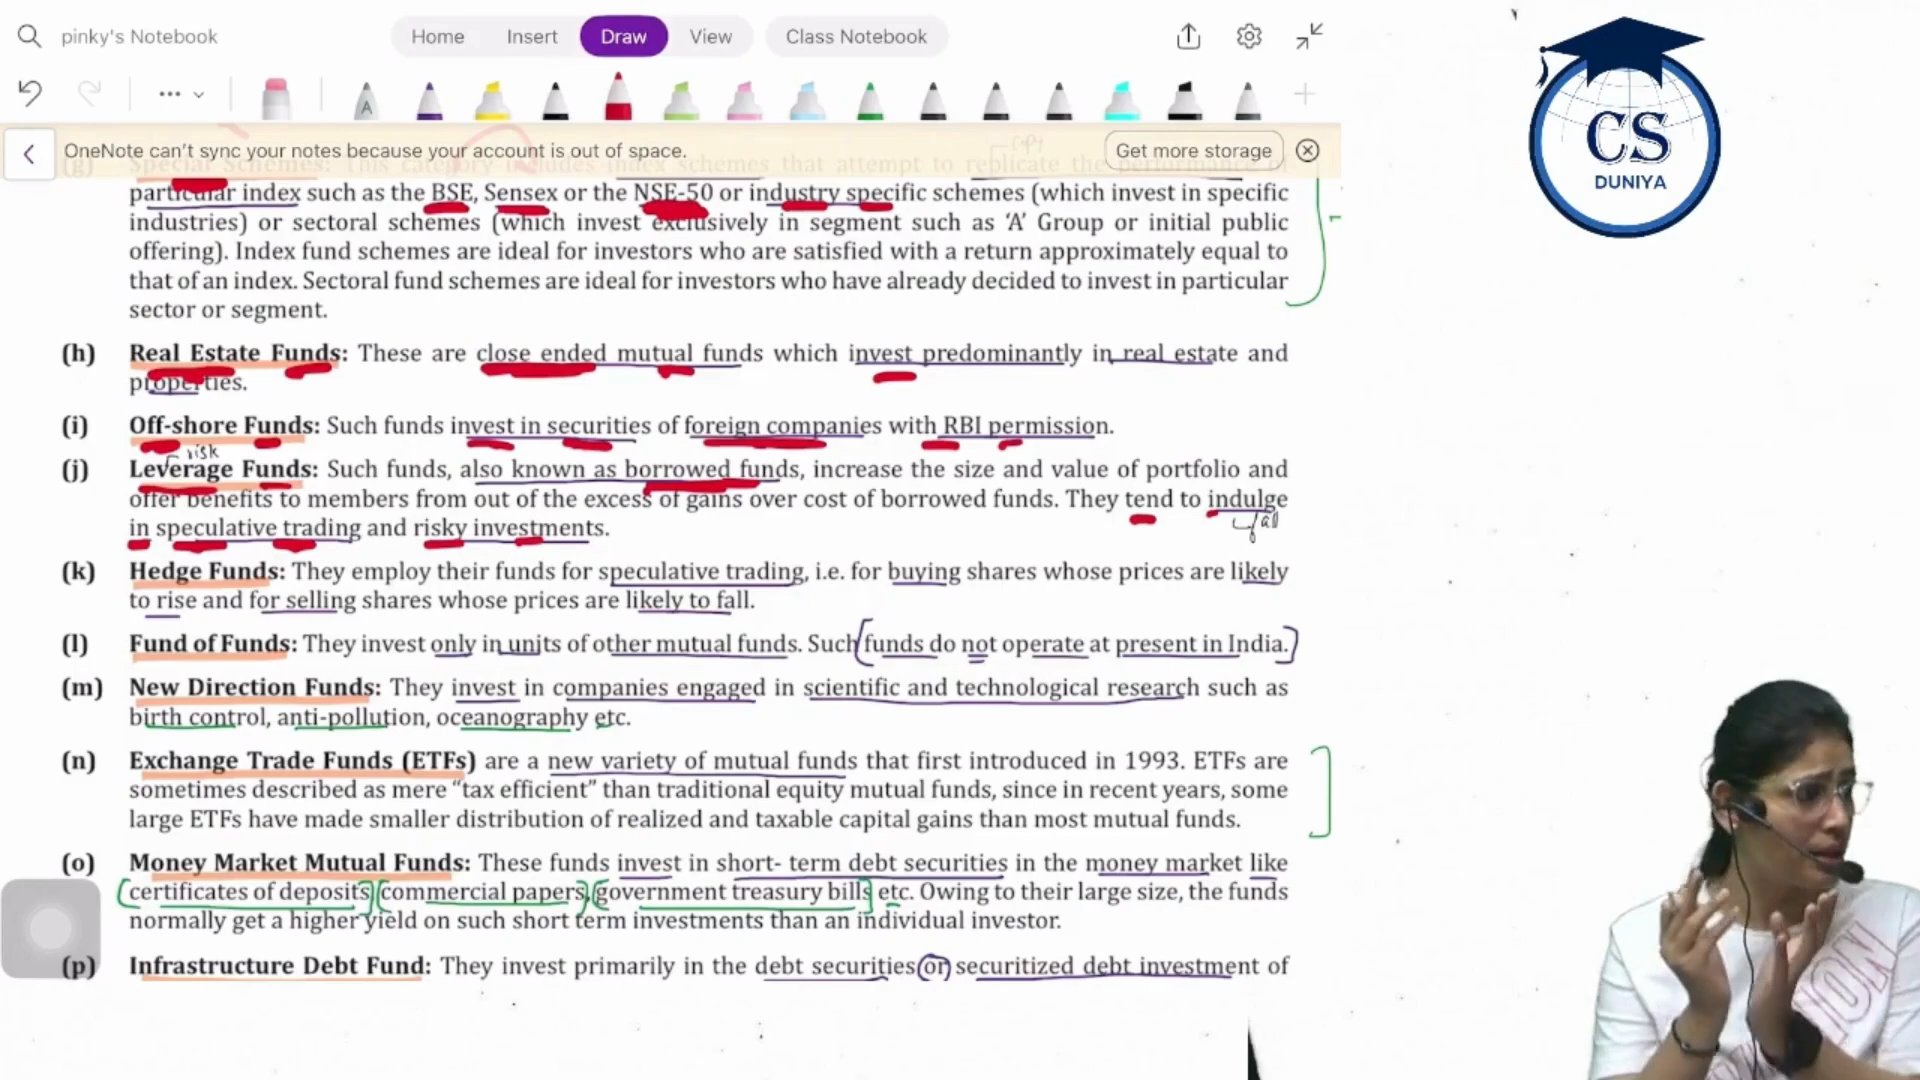 pinky's Notebook
Home Insert Draw View Class Notebook
OneNote can't sync your notes because your account is out of space.
Get more storage
CS
DUNIYA
(g) Special Schemes: This category includes index schemes that attempt to replicate the performance of
particular index such as the BSE, Sensex or the NSE-50 or industry specific schemes (which invest in specific
industries) or sectoral schemes (which invest exclusively in segment such as ‘A’ Group or initial public
offering). Index fund schemes are ideal for investors who are satisfied with a return approximately equal to
that of an index. Sectoral fund schemes are ideal for investors who have already decided to invest in particular
sector or segment.
(h) Real Estate Funds: These are close ended mutual funds which invest predominantly in real estate and
properties.
(i) Off-shore Funds: Such funds invest in securities of foreign companies with RBI permission.
risk
(j) Leverage Funds: Such funds, also known as borrowed funds, increase the size and value of portfolio and
offer benefits to members from out of the excess of gains over cost of borrowed funds. They tend to indulge
in speculative trading and risky investments.
(k) Hedge Funds: They employ their funds for speculative trading, i.e. for buying shares whose prices are likely
to rise and for selling shares whose prices are likely to fall.
(l) Fund of Funds: They invest only in units of other mutual funds. Such funds do not operate at present in India.
(m) New Direction Funds: They invest in companies engaged in scientific and technological research such as
birth control, anti-pollution, oceanography etc.
(n) Exchange Trade Funds (ETFs) are a new variety of mutual funds that first introduced in 1993. ETFs are
sometimes described as mere “tax efficient” than traditional equity mutual funds, since in recent years, some
large ETFs have made smaller distribution of realized and taxable capital gains than most mutual funds.
(o) Money Market Mutual Funds: These funds invest in short- term debt securities in the money market like
certificates of deposits, commercial papers, government treasury bills etc. Owing to their large size, the funds
normally get a higher yield on such short term investments than an individual investor.
(p) Infrastructure Debt Fund: They invest primarily in the debt securities or securitized debt investment of